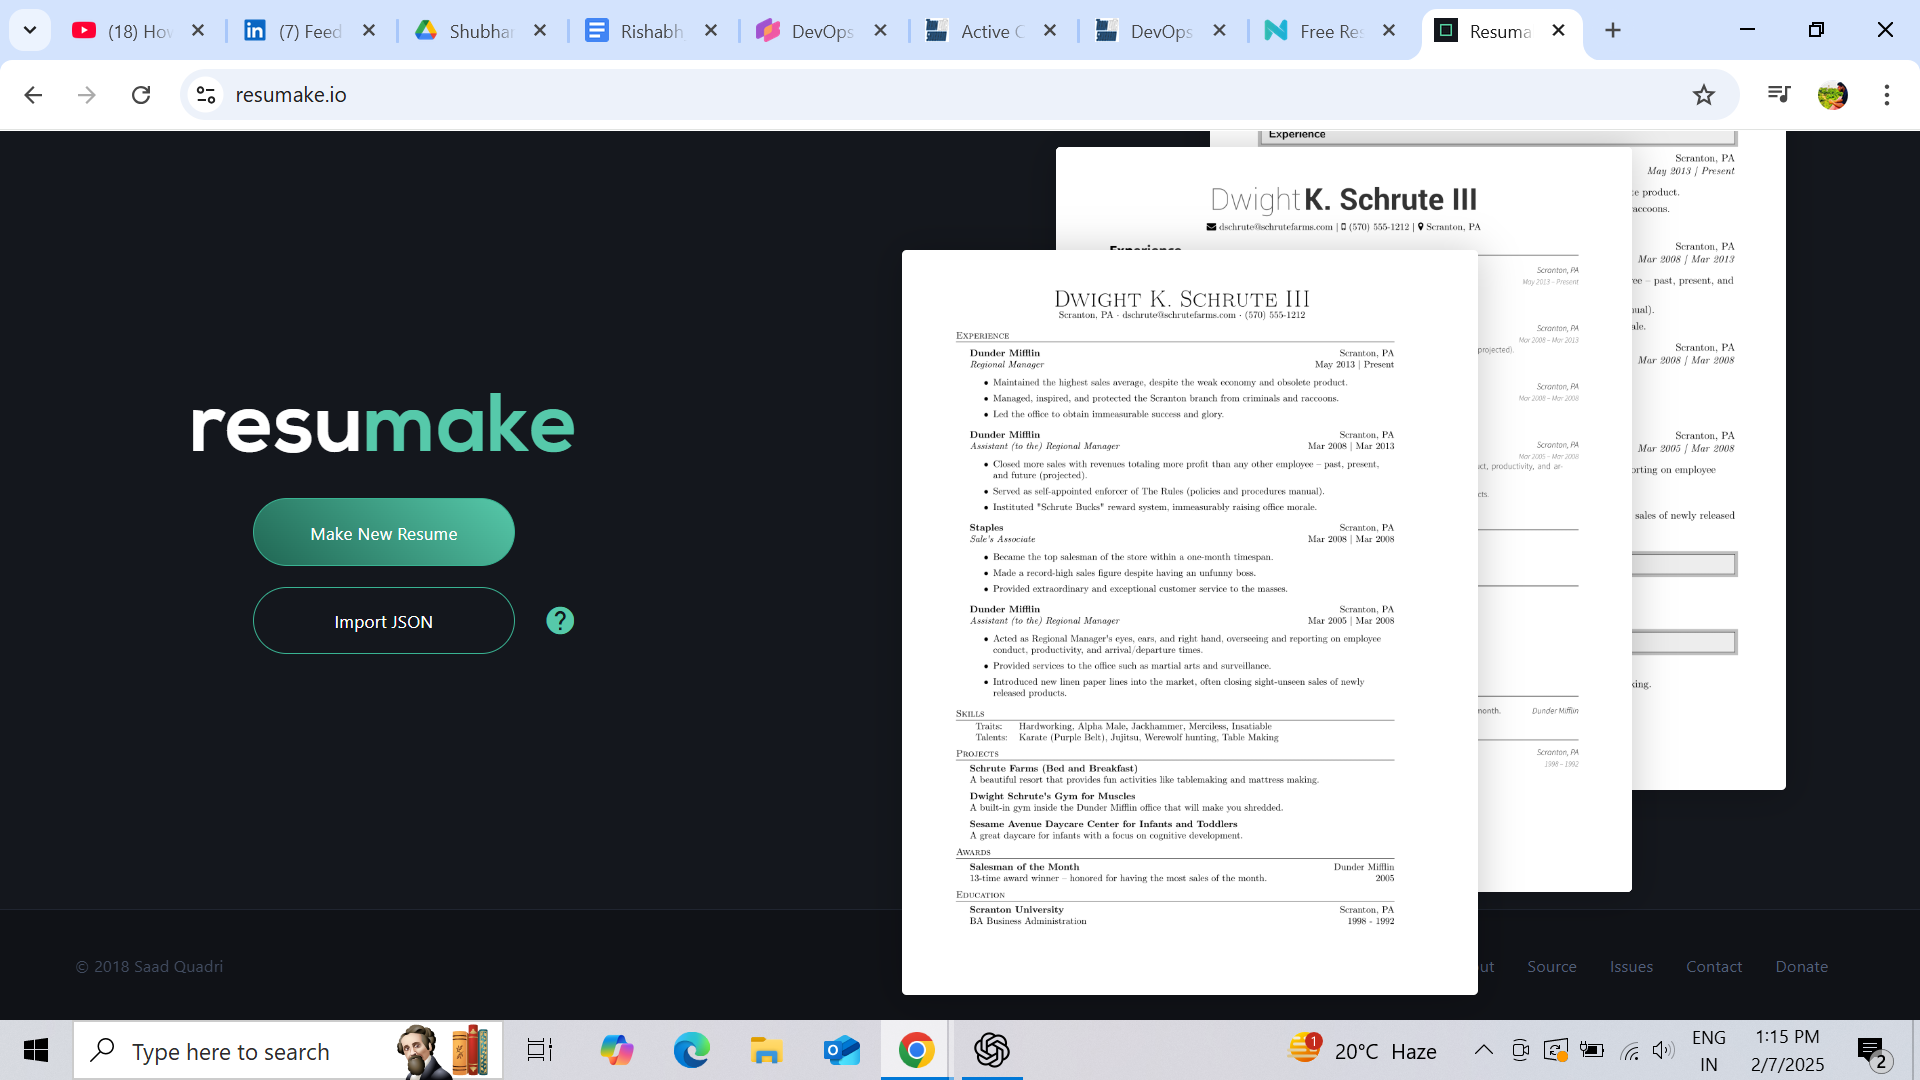 (18) Hov
(7) Feed
Shubhar
Rishabh
DevOps
Active C
DevOps
Free Res
Resuma
resumake.io
resumake
Make New Resume
Import JSON
?
Experience
Scranton, PA
May 2013 | Present
e product.
raccoons.
Scranton, PA
Mar 2008 | Mar 2013
ee – past, present, and
nual).
ale.
Scranton, PA
Mar 2008 | Mar 2008
Scranton, PA
Mar 2005 | Mar 2008
orting on employee
sales of newly released
king.
Dwight K. Schrute III
dschrute@schrutefarms.com | (570) 555-1212 | Scranton, PA
Experience
Scranton, PA
May 2013 – Present
Scranton, PA
Mar 2008 – Mar 2013
projected).
Scranton, PA
Mar 2008 – Mar 2008
Scranton, PA
Mar 2005 – Mar 2008
ct, productivity, and ar-
cts.
month. Dunder Mifflin
Scranton, PA
1998 – 1992
DWIGHT K. SCHRUTE III
Scranton, PA · dschrute@schrutefarms.com · (570) 555-1212
EXPERIENCE
Dunder Mifflin Scranton, PA
Regional Manager May 2013 | Present
• Maintained the highest sales average, despite the weak economy and obsolete product.
• Managed, inspired, and protected the Scranton branch from criminals and raccoons.
• Led the office to obtain immeasurable success and glory.
Dunder Mifflin Scranton, PA
Assistant (to the) Regional Manager Mar 2008 | Mar 2013
• Closed more sales with revenues totaling more profit than any other employee – past, present,
and future (projected).
• Served as self-appointed enforcer of The Rules (policies and procedures manual).
• Instituted "Schrute Bucks" reward system, immeasurably raising office morale.
Staples Scranton, PA
Sale's Associate Mar 2008 | Mar 2008
• Became the top salesman of the store within a one-month timespan.
• Made a record-high sales figure despite having an unfunny boss.
• Provided extraordinary and exceptional customer service to the masses.
Dunder Mifflin Scranton, PA
Assistant (to the) Regional Manager Mar 2005 | Mar 2008
• Acted as Regional Manager's eyes, ears, and right hand, overseeing and reporting on employee
conduct, productivity, and arrival/departure times.
• Provided services to the office such as martial arts and surveillance.
• Introduced new linen paper lines into the market, often closing sight-unseen sales of newly
released products.
SKILLS
Traits: Hardworking, Alpha Male, Jackhammer, Merciless, Insatiable
Talents: Karate (Purple Belt), Jujitsu, Werewolf hunting, Table Making
PROJECTS
Schrute Farms (Bed and Breakfast)
A beautiful resort that provides fun activities like tablemaking and mattress making.
Dwight Schrute's Gym for Muscles
A built-in gym inside the Dunder Mifflin office that will make you shredded.
Sesame Avenue Daycare Center for Infants and Toddlers
A great daycare for infants with a focus on cognitive development.
AWARDS
Salesman of the Month Dunder Mifflin
13-time award winner – honored for having the most sales of the month. 2005
EDUCATION
Scranton University Scranton, PA
BA Business Administration 1998 - 1992
© 2018 Saad Quadri
ut Source Issues Contact Donate
Type here to search
1
20°C Haze
ENG
IN
1:15 PM
2/7/2025
2